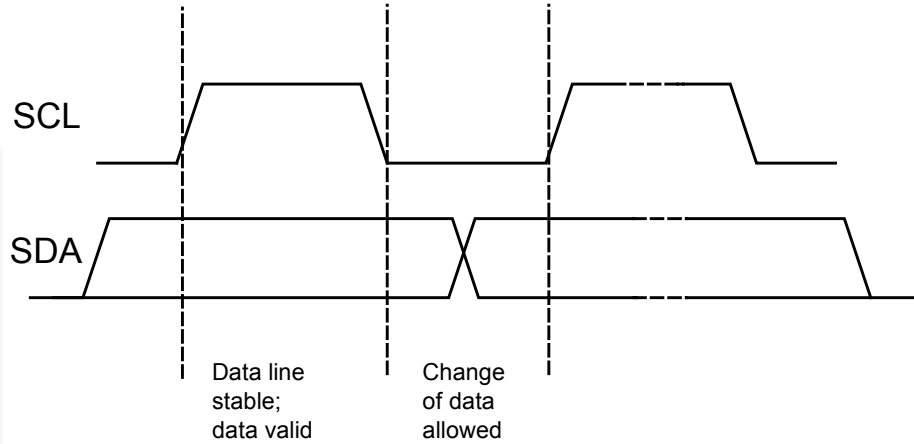 SCL
SDA
Data line
stable;
data valid
Change
of data
allowed